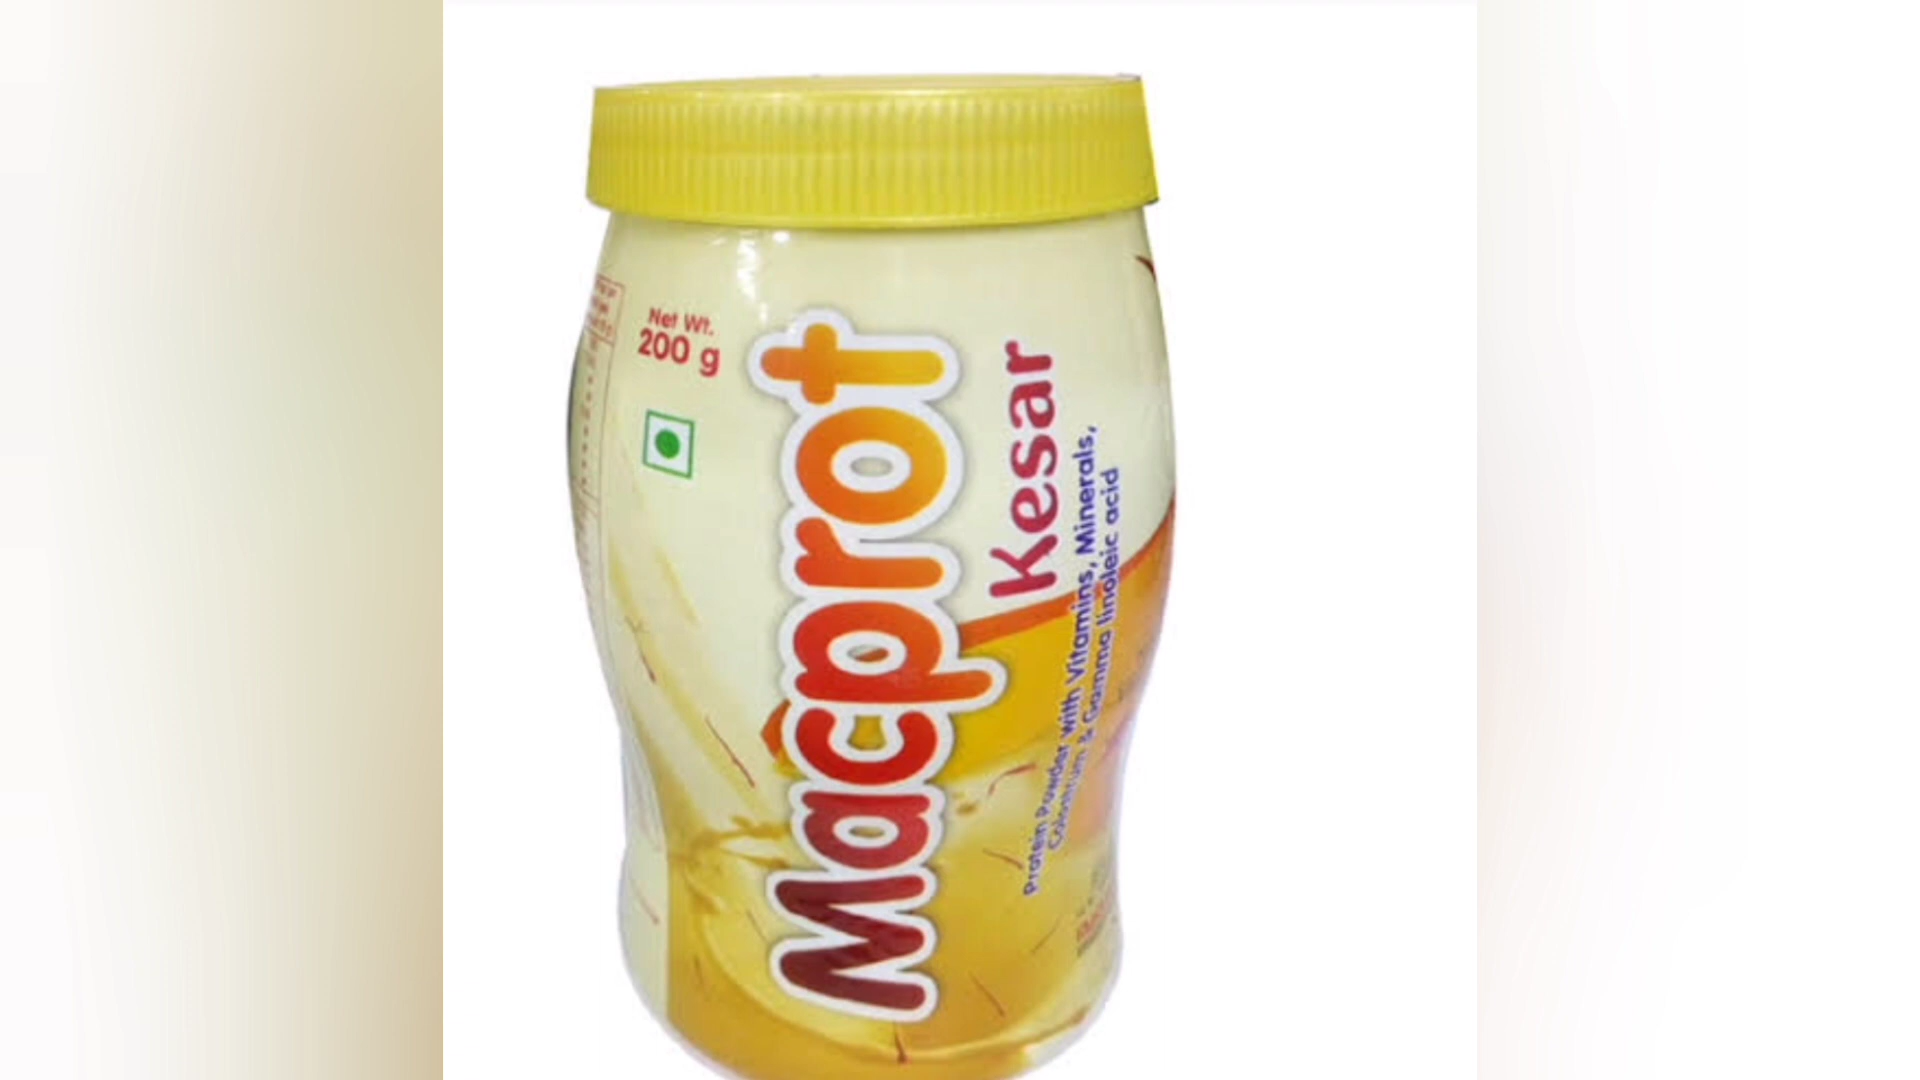 Net Wt.
200 g
Macprot
Kesar
Protein Powder with Vitamins, Minerals,
Colostrum & Gamma linoleic acid